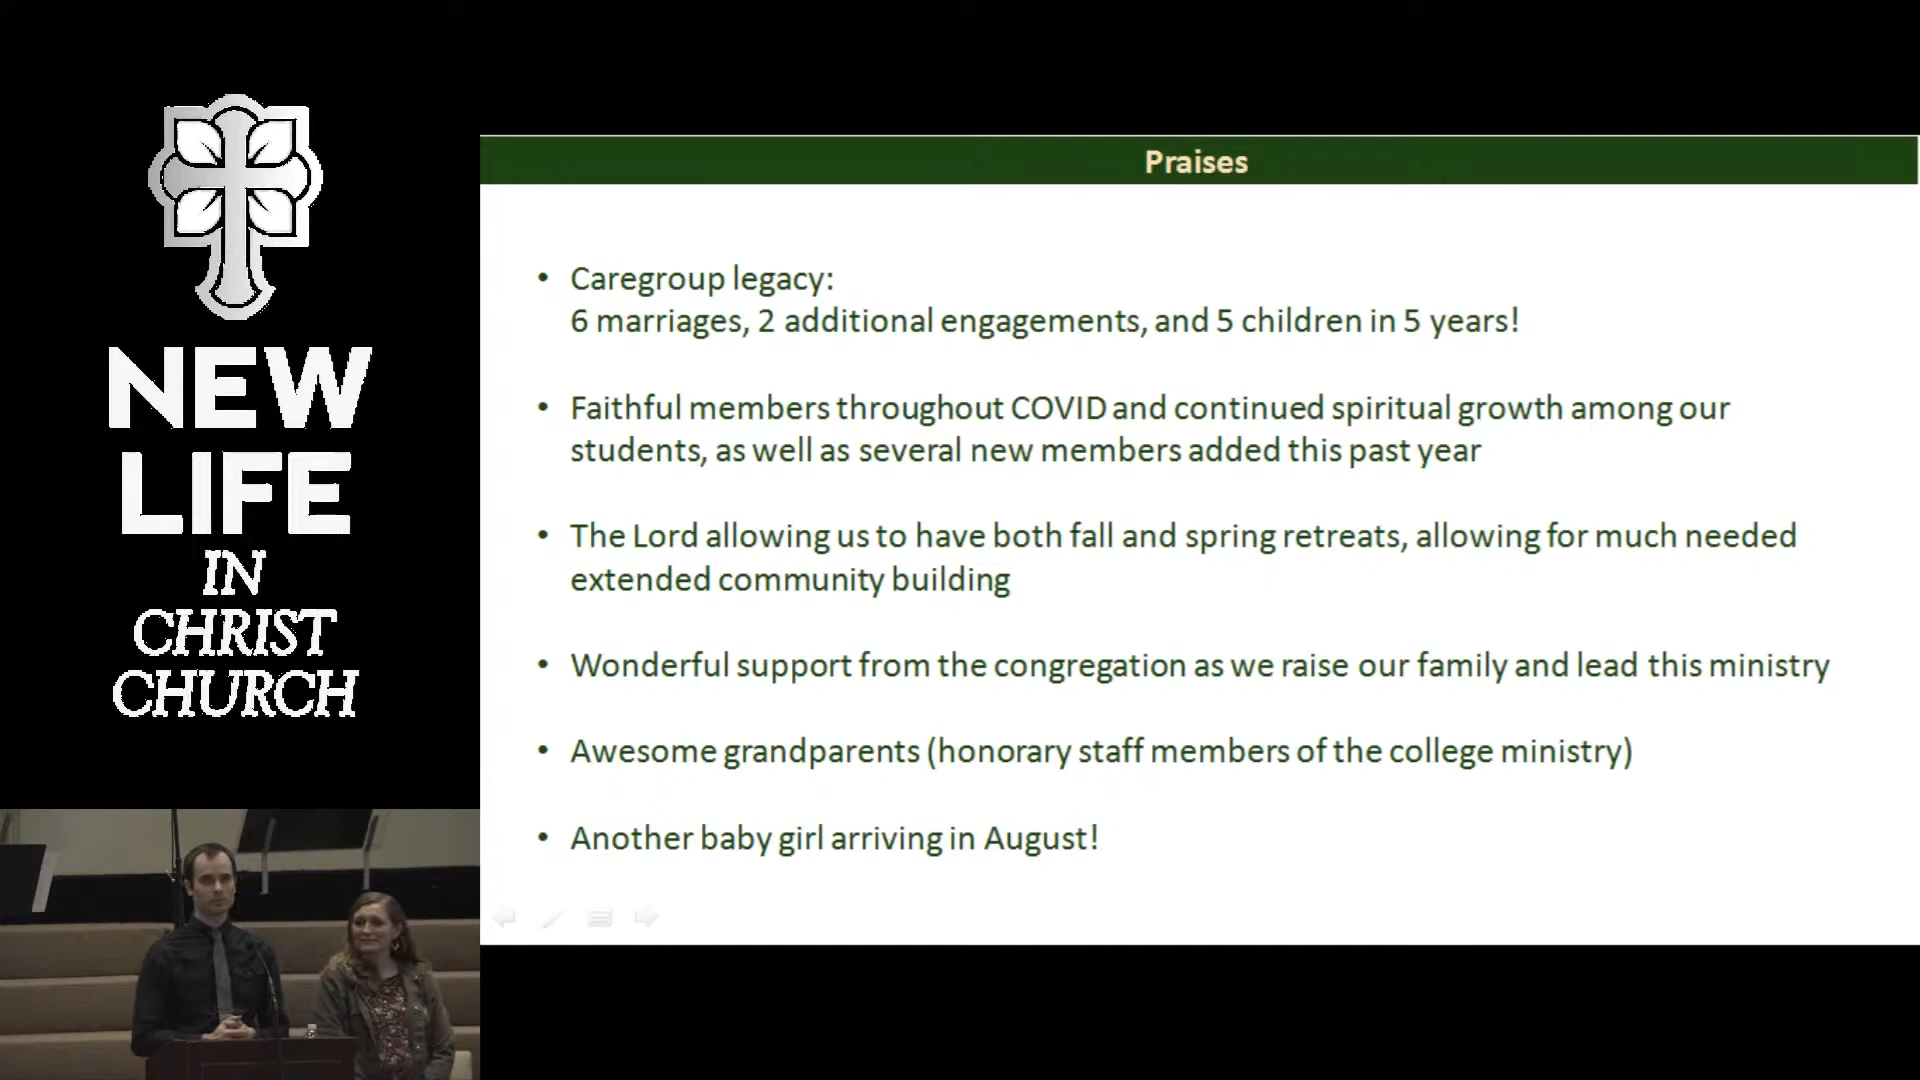 NEW
LIFE
IN
CHRIST
CHURCH
Praises
• Caregroup legacy:
6 marriages, 2 additional engagements, and 5 children in 5 years!
• Faithful members throughout COVID and continued spiritual growth among our
students, as well as several new members added this past year
• The Lord allowing us to have both fall and spring retreats, allowing for much needed
extended community building
• Wonderful support from the congregation as we raise our family and lead this ministry
• Awesome grandparents (honorary staff members of the college ministry)
• Another baby girl arriving in August!